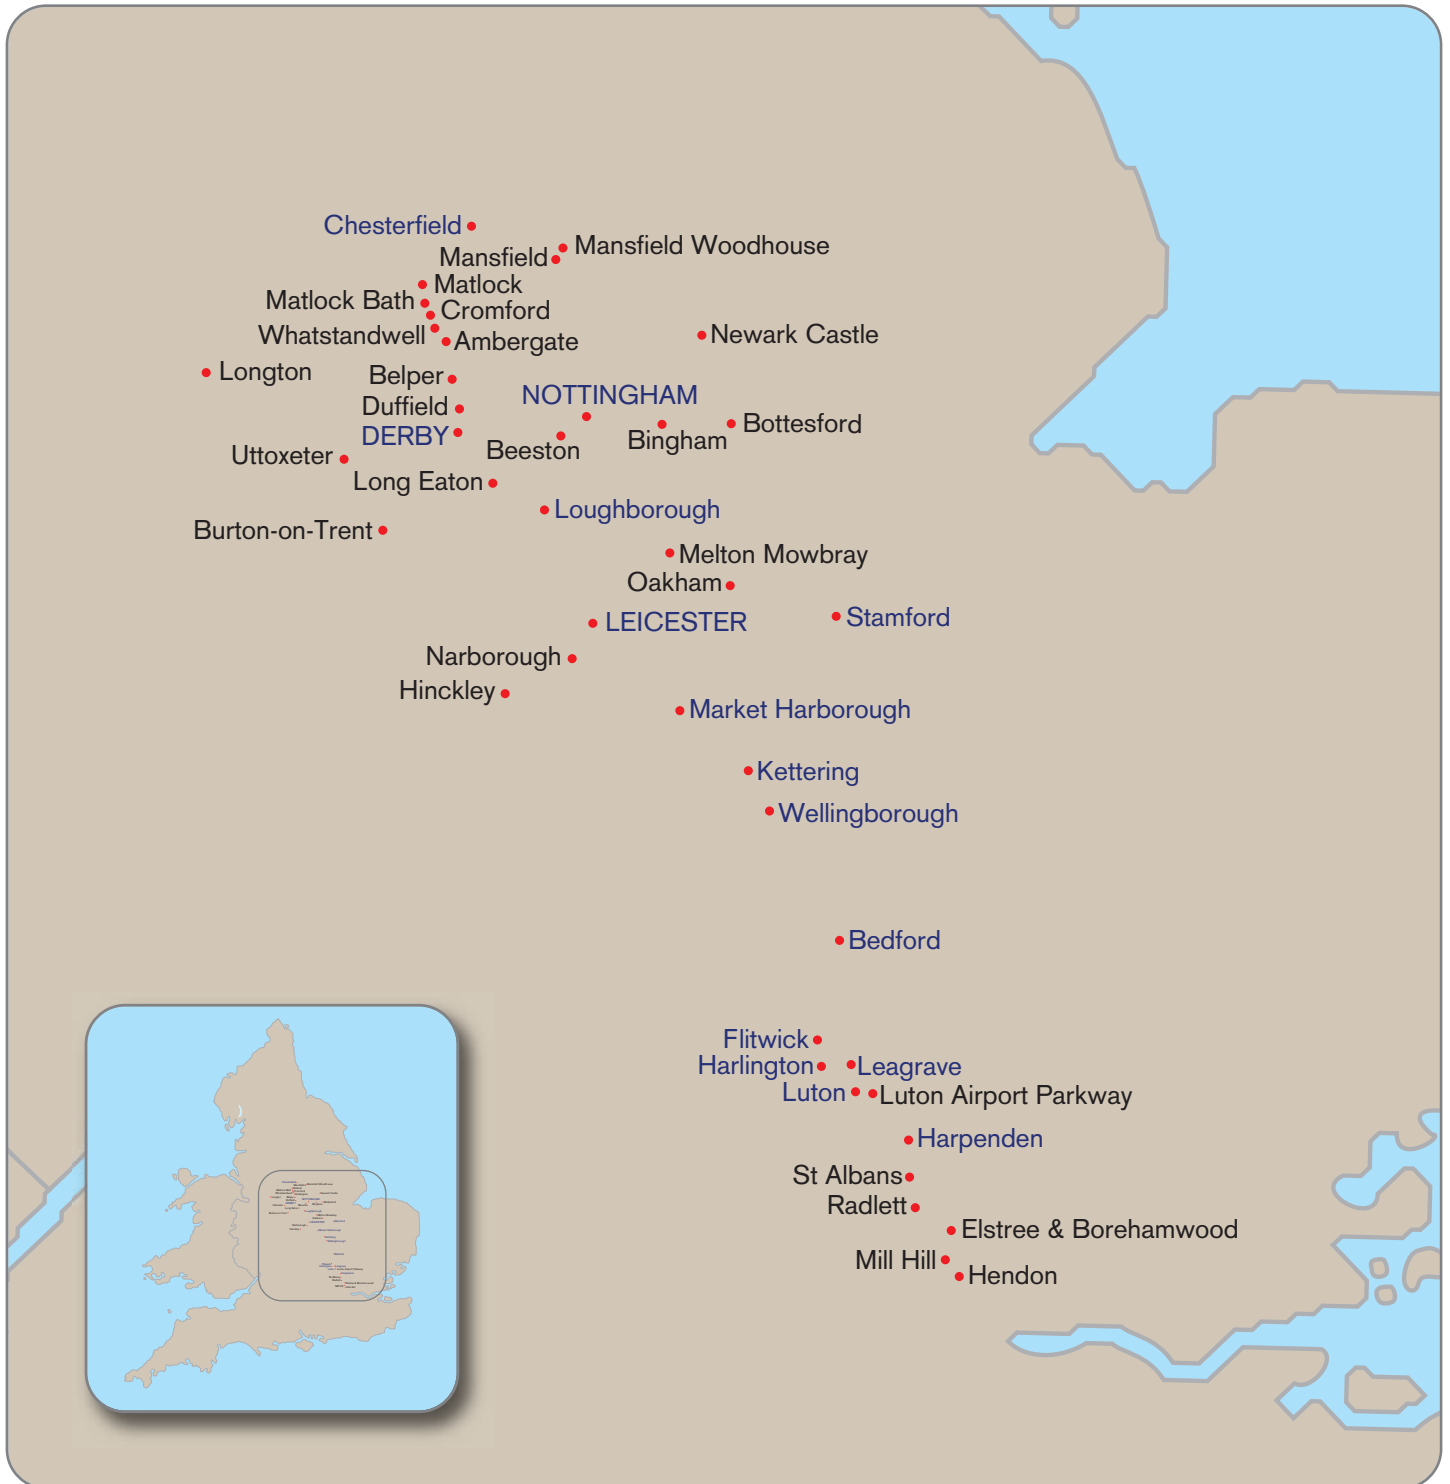 Chesterfield
Mansfield Woodhouse
Mansfield
Matlock
Matlock Bath
Cromford
Whatstandwell
Ambergate
Newark Castle
Longton
Belper
NOTTINGHAM
Duffield
DERBY
Bottesford
Bingham
Beeston
Uttoxeter
Long Eaton
Loughborough
Burton-on-Trent
Melton Mowbray
Oakham
Stamford
LEICESTER
Narborough
Hinckley
Market Harborough
Kettering
Wellingborough
Bedford
Flitwick
Harlington
Leagrave
Luton
Luton Airport Parkway
Harpenden
St Albans
Radlett
Elstree & Borehamwood
Mill Hill
Hendon